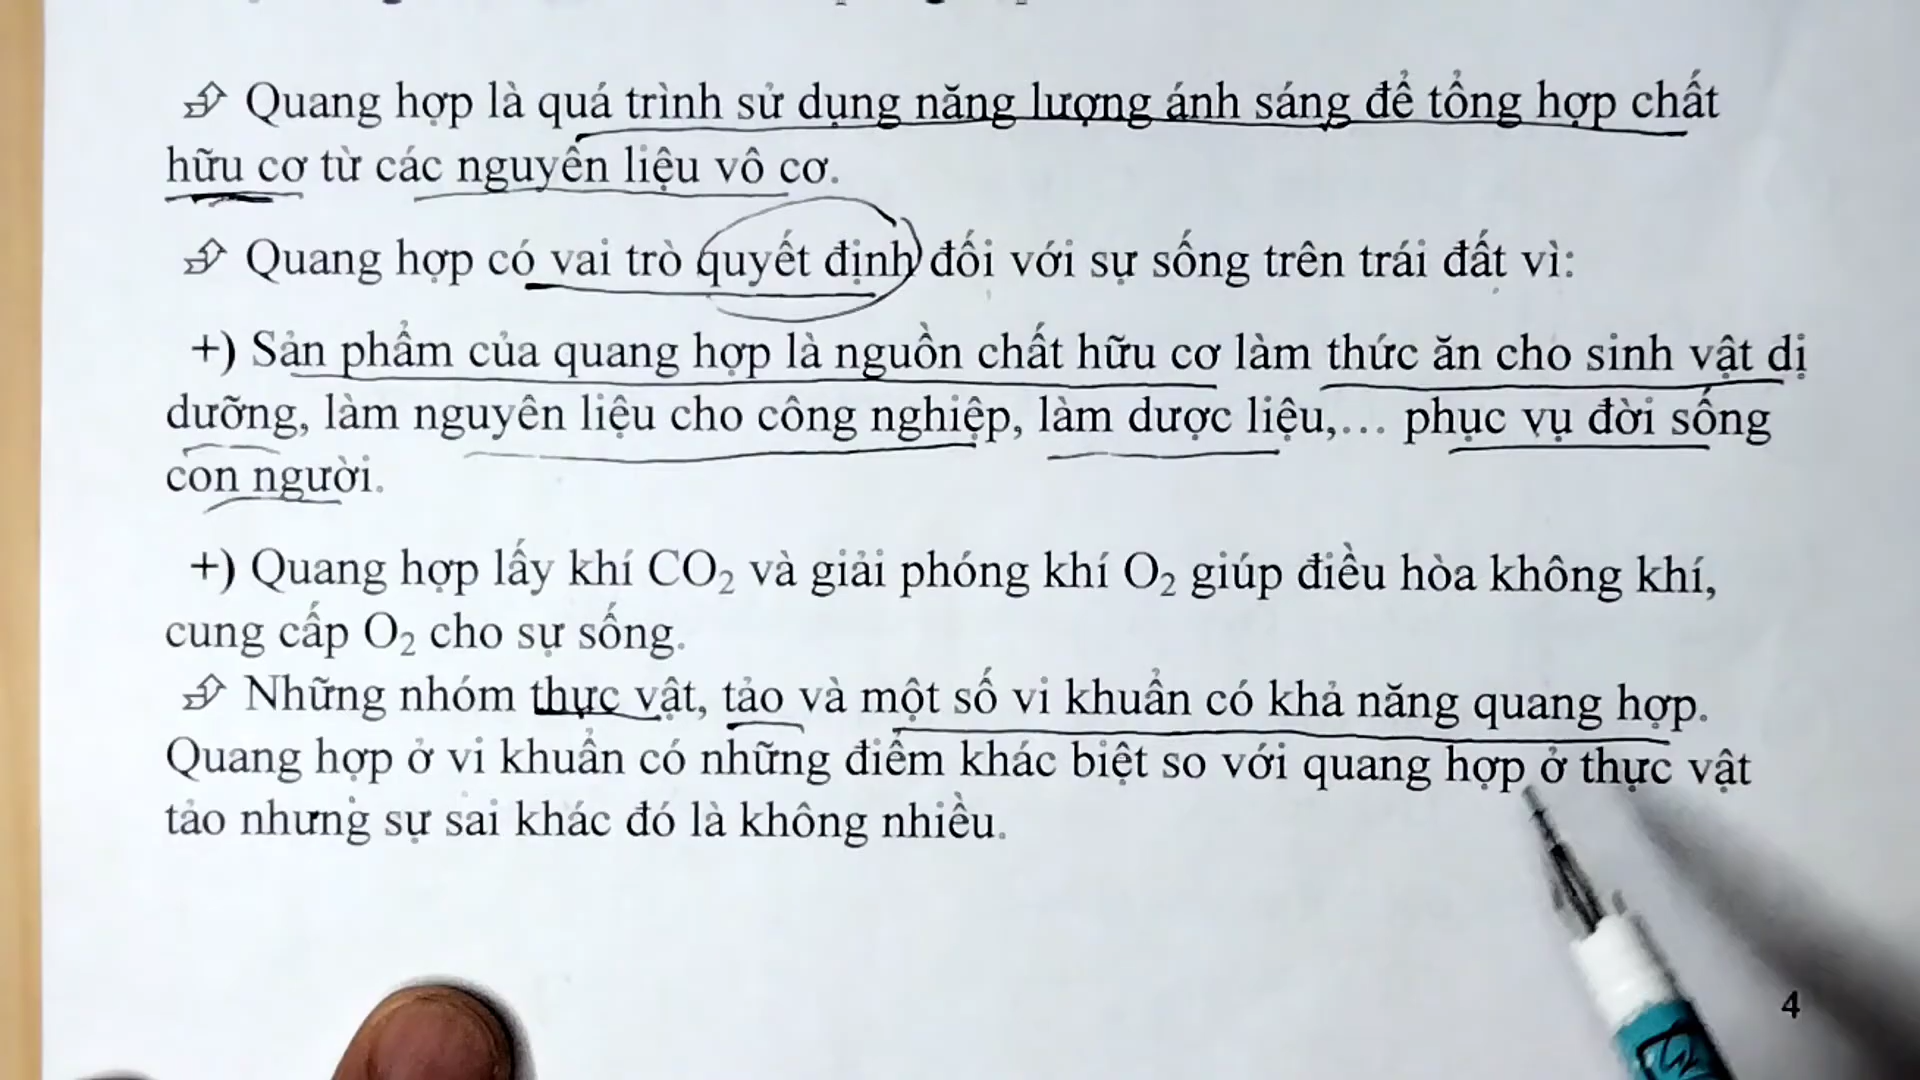 Quang hợp là quá trình sử dụng năng lượng ánh sáng để tổng hợp chất
hữu cơ từ các nguyên liệu vô cơ.
Quang hợp có vai trò quyết định đối với sự sống trên trái đất vì:
+) Sản phẩm của quang hợp là nguồn chất hữu cơ làm thức ăn cho sinh vật dị
dưỡng, làm nguyên liệu cho công nghiệp, làm dược liệu,... phục vụ đời sống
con người.
+) Quang hợp lấy khí CO₂ và giải phóng khí O₂ giúp điều hòa không khí,
cung cấp O₂ cho sự sống.
Những nhóm thực vật, tảo và một số vi khuẩn có khả năng quang hợp.
Quang hợp ở vi khuẩn có những điểm khác biệt so với quang hợp ở thực vật
tảo nhưng sự sai khác đó là không nhiều.
4